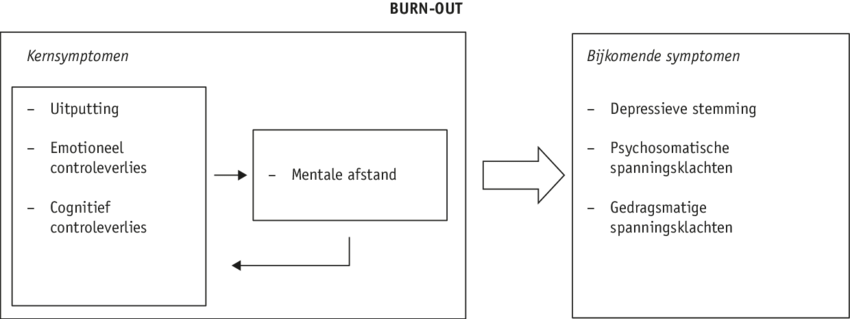 BURN-OUT
Kernsymptomen
– Uitputting
– Emotioneel
controleverlies
– Cognitief
controleverlies
– Mentale afstand
Bijkomende symptomen
– Depressieve stemming
– Psychosomatische
spanningsklachten
– Gedragsmatige
spanningsklachten